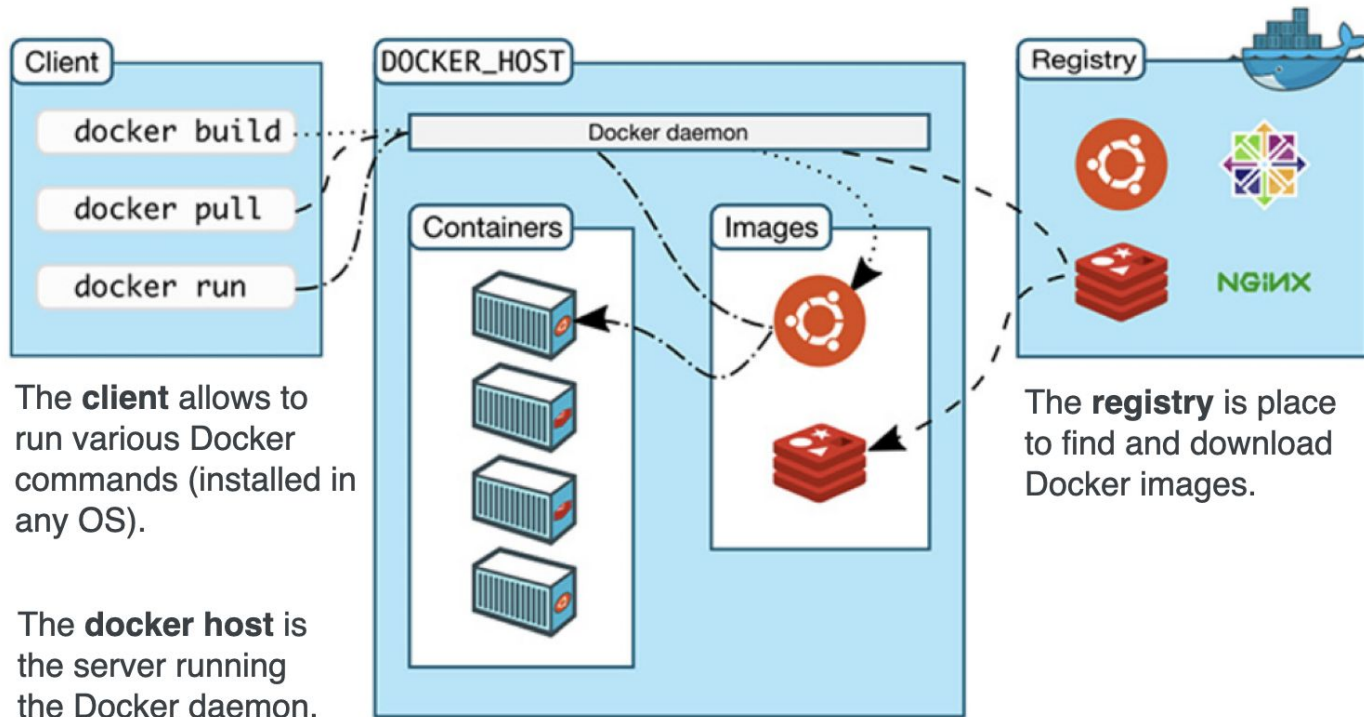 Client
docker build
docker pull
docker run
DOCKER_HOST
Docker daemon
Containers
Images
Registry
NGiNX
The client allows to
run various Docker
commands (installed in
any OS).
The docker host is
the server running
the Docker daemon.
The registry is place
to find and download
Docker images.